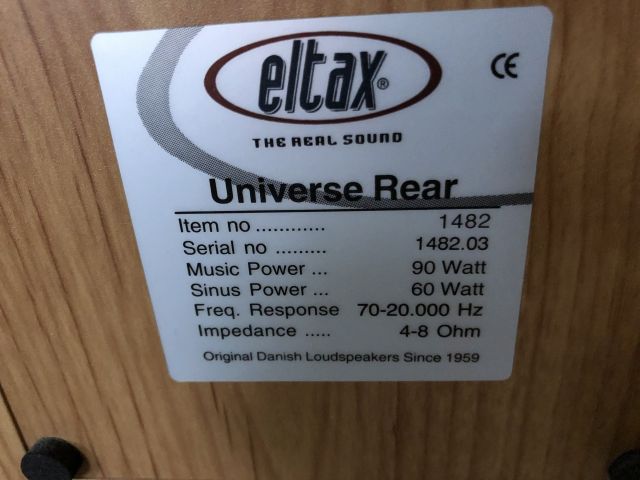 eltax®
CE
THE REAL SOUND
Universe Rear
Item no ............ 1482
Serial no ......... 1482.03
Music Power ... 90 Watt
Sinus Power ... 60 Watt
Freq. Response 70-20.000 Hz
Impedance ..... 4-8 Ohm
Original Danish Loudspeakers Since 1959